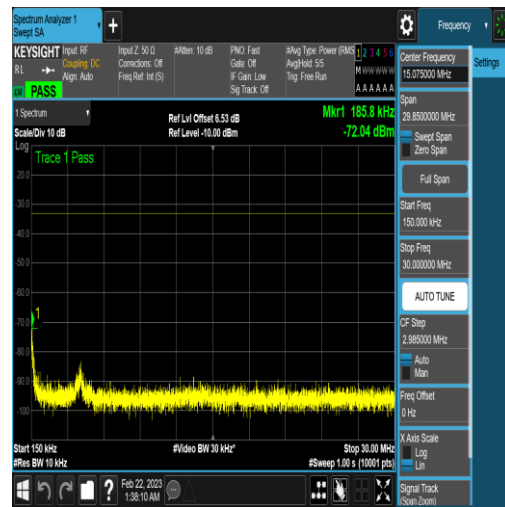 Spectrum Analyzer 1
Swept SA
+
Frequency
KEYSIGHT
RL
Input: RF
Coupling: DC
Align: Auto
Input Z: 50 Ω
Corrections: Off
Freq Ref: Int (S)
#Atten: 10 dB
PNO: Fast
Gate: Off
IF Gain: Low
Sig Track: Off
#Avg Type: Power (RMS
Avg|Hold: 5/5
Trig: Free Run
1 2 3 4 5 6
M W W W W W
A A A A A A
PASS
1 Spectrum
Scale/Div 10 dB
Ref Lvl Offset 6.53 dB
Ref Level -10.00 dBm
Mkr1 185.8 kHz
-72.04 dBm
Log
Trace 1 Pass
-20.0
-30.0
-40.0
-50.0
-60.0
-70.0
-80.0
-90.0
-100
1
Start 150 kHz
#Res BW 10 kHz
#Video BW 30 kHz*
Stop 30.00 MHz
#Sweep 1.00 s (10001 pts)
Feb 22, 2023
1:38:10 AM
?
Center Frequency
15.075000 MHz
Settings
Span
29.8500000 MHz
Swept Span
Zero Span
Full Span
Start Freq
150.000 kHz
Stop Freq
30.000000 MHz
AUTO TUNE
CF Step
2.985000 MHz
Auto
Man
Freq Offset
0 Hz
X Axis Scale
Log
Lin
Signal Track
(Span Zoom)